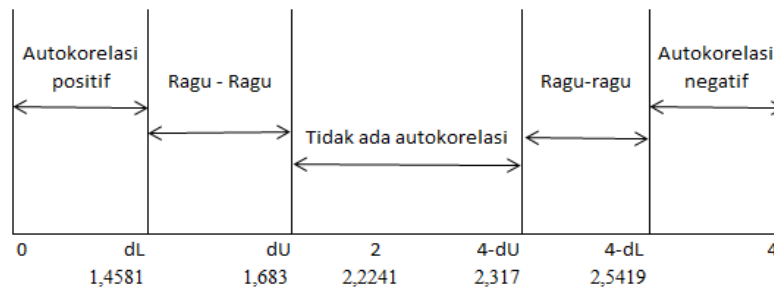 Autokorelasi positif
Ragu - Ragu
Tidak ada autokorelasi
Ragu-ragu
Autokorelasi negatif
0 dL dU 2 4-dU 4-dL 4
1,4581 1,683 2,2241 2,317 2,5419